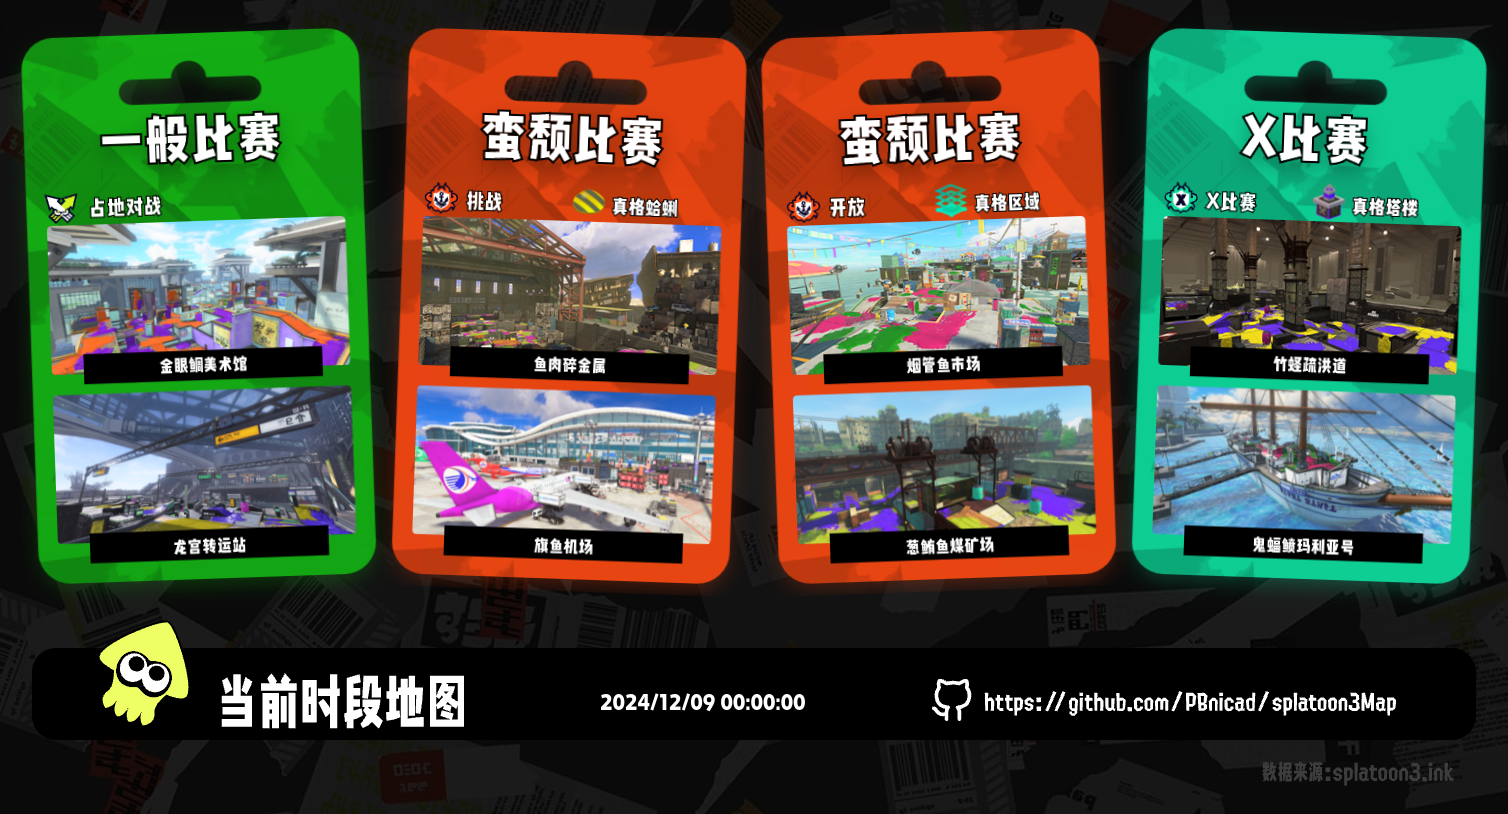 一般比赛
占地对战
金眼鲷美术馆
龙宫转运站
蛮颓比赛
挑战
真格蛤蜊
鱼肉碎金属
旗鱼机场
蛮颓比赛
开放
真格区域
烟管鱼市场
葱鲔鱼煤矿场
X比赛
X比赛
真格塔楼
竹蛏疏洪道
鬼蝠鲼玛利亚号
当前时段地图
2024/12/09 00:00:00
https://github.com/PBnicad/splatoon3Map
数据来源:splatoon3.ink